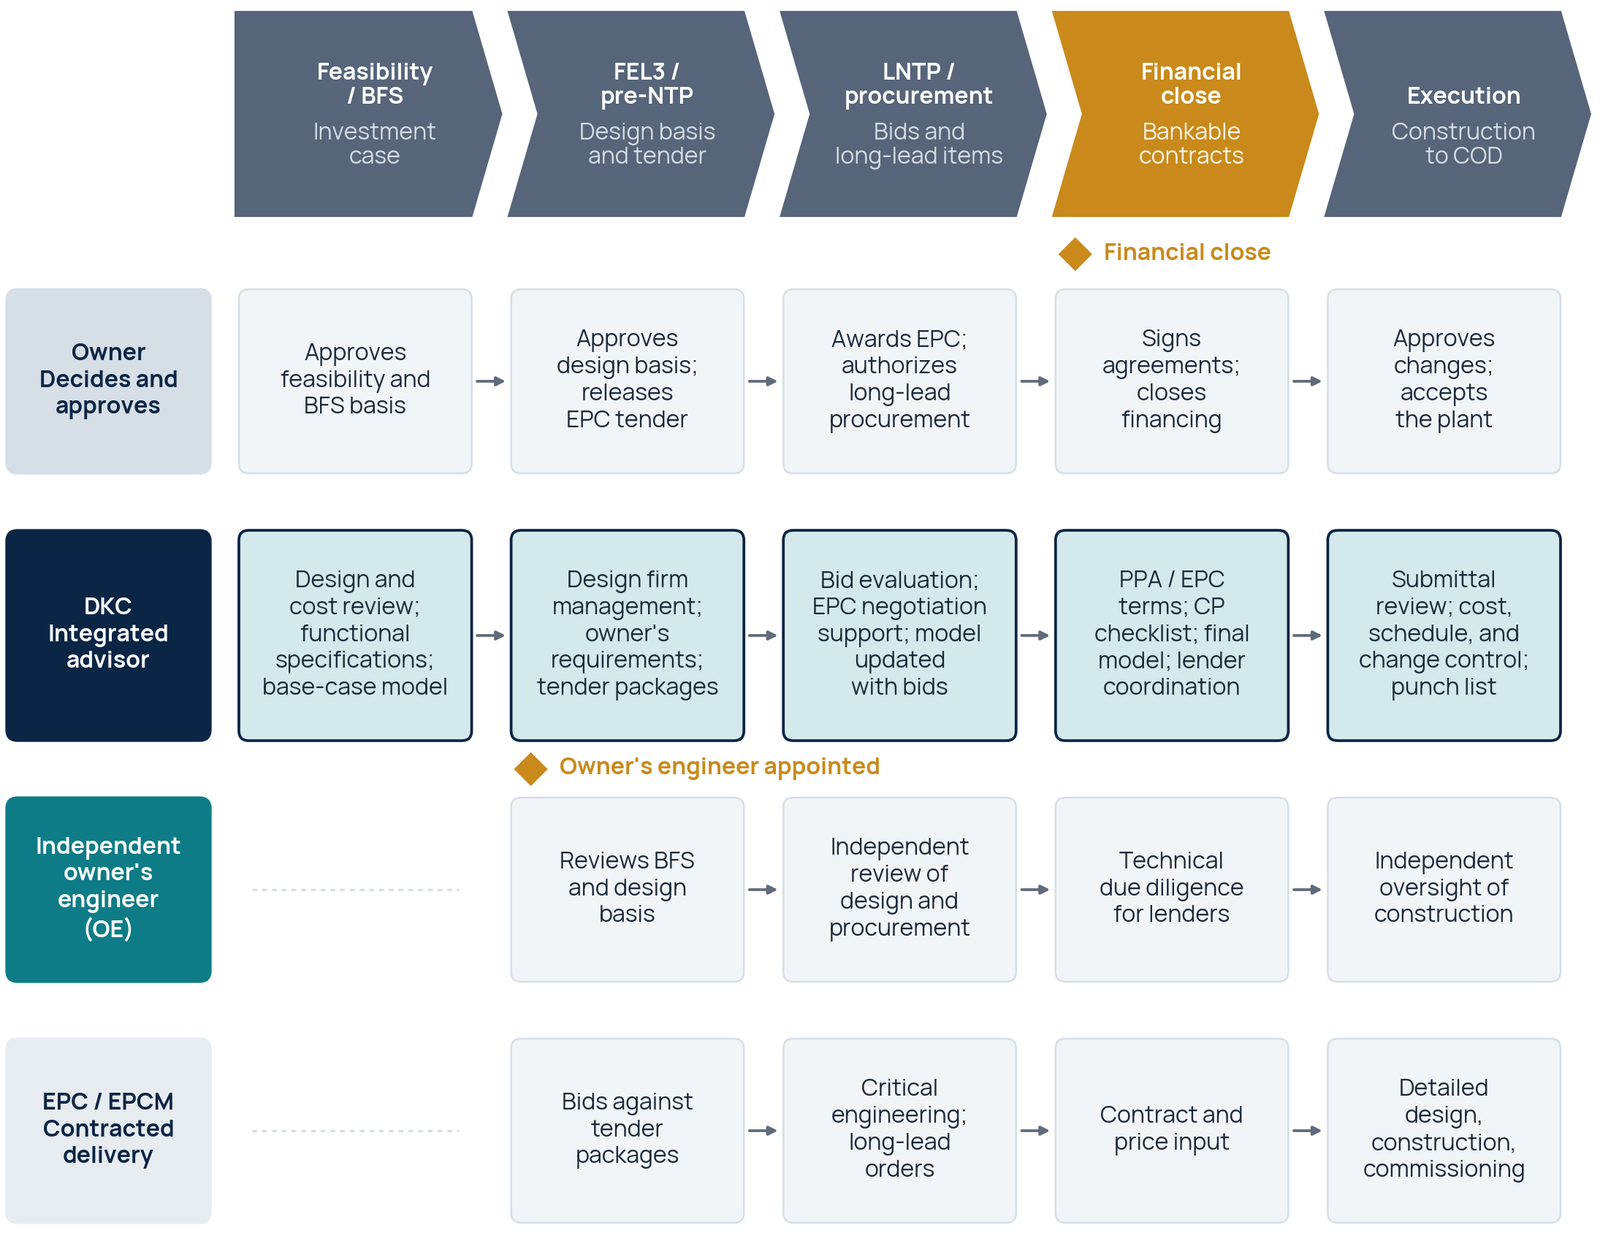 Feasibility
/ BFS
Investment
case
FEL3 /
pre-NTP
Design basis
and tender
LNTP /
procurement
Bids and
long-lead items
Financial
close
Bankable
contracts
Execution
Construction
to COD
Financial close
Owner
Decides and
approves
Approves
feasibility and
BFS basis
Approves
design basis;
releases
EPC tender
Awards EPC;
authorizes
long-lead
procurement
Signs
agreements;
closes
financing
Approves
changes;
accepts
the plant
DKC
Integrated
advisor
Design and
cost review;
functional
specifications;
base-case model
Design firm
management;
owner's
requirements;
tender packages
Bid evaluation;
EPC negotiation
support; model
updated
with bids
PPA / EPC
terms; CP
checklist; final
model; lender
coordination
Submittal
review; cost,
schedule, and
change control;
punch list
Owner's engineer appointed
Independent
owner's
engineer
(OE)
Reviews BFS
and design
basis
Independent
review of
design and
procurement
Technical
due diligence
for lenders
Independent
oversight of
construction
EPC / EPCM
Contracted
delivery
Bids against
tender
packages
Critical
engineering;
long-lead
orders
Contract and
price input
Detailed
design,
construction,
commissioning